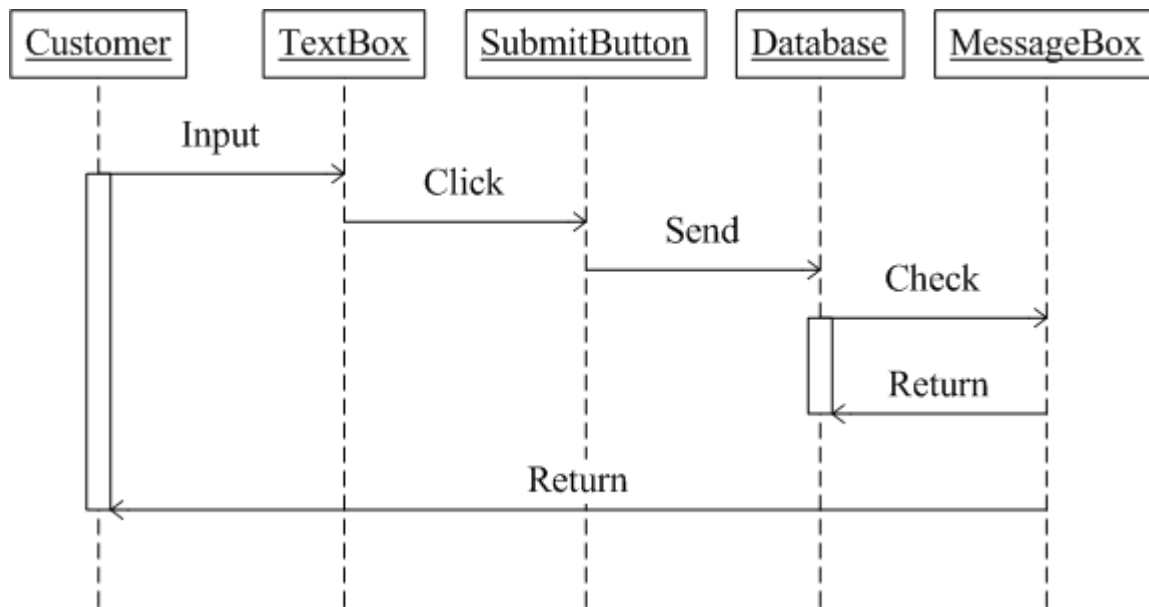 Customer
TextBox
SubmitButton
Database
MessageBox
Input
Click
Send
Check
Return
Return